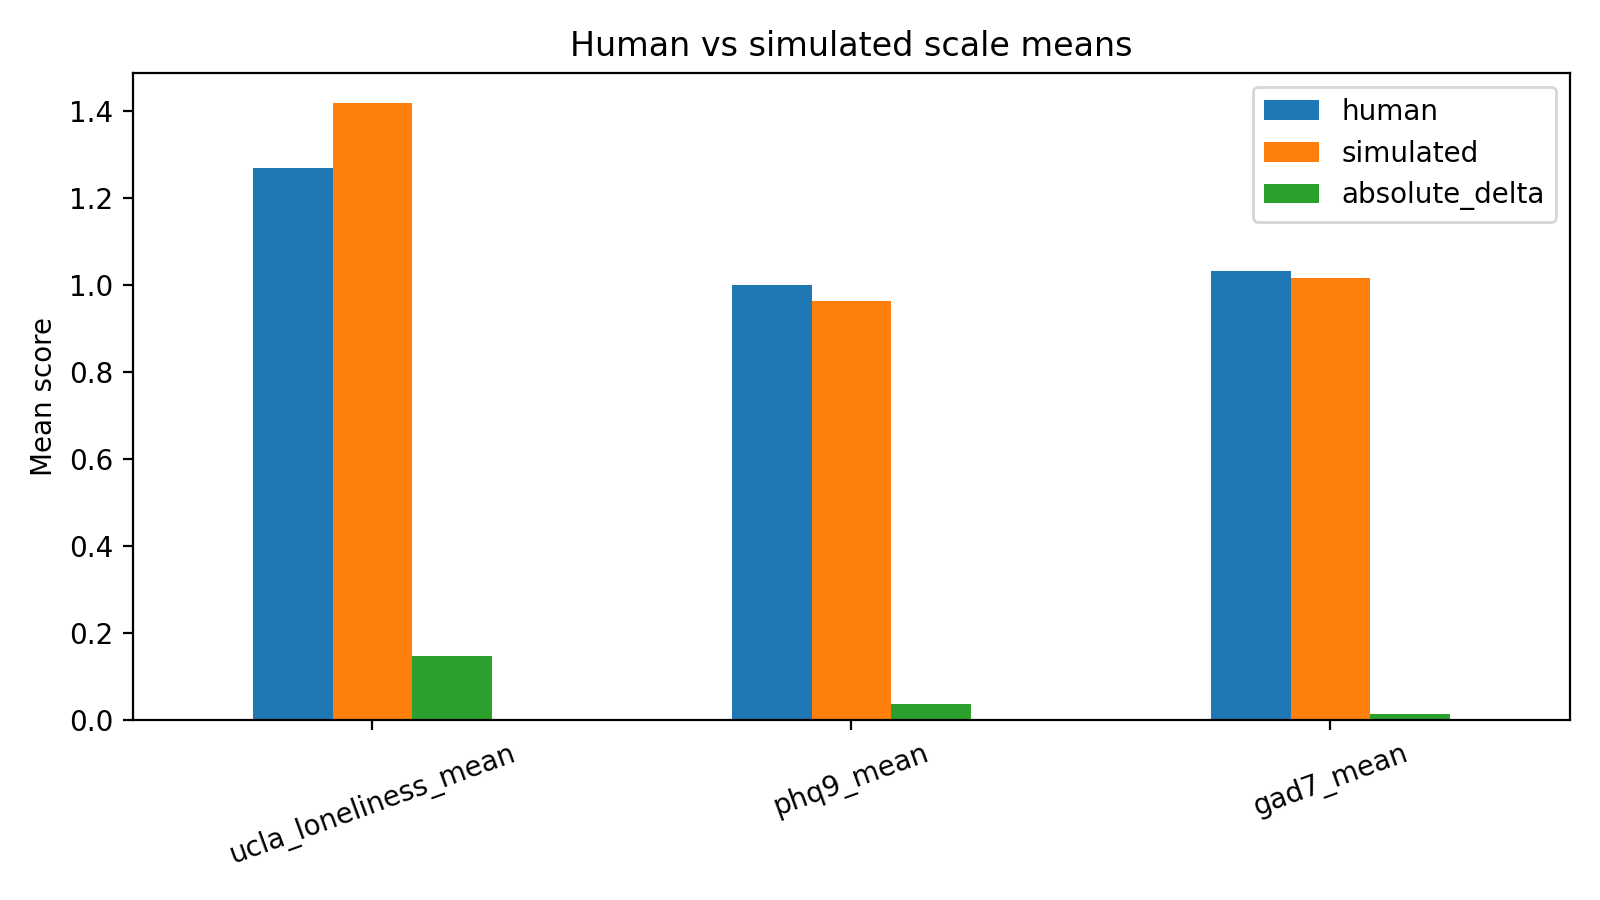 Human vs simulated scale means
human
simulated
absolute_delta
Mean score
1.4
1.2
1.0
0.8
0.6
0.4
0.2
0.0
ucla_loneliness_mean
phq9_mean
gad7_mean